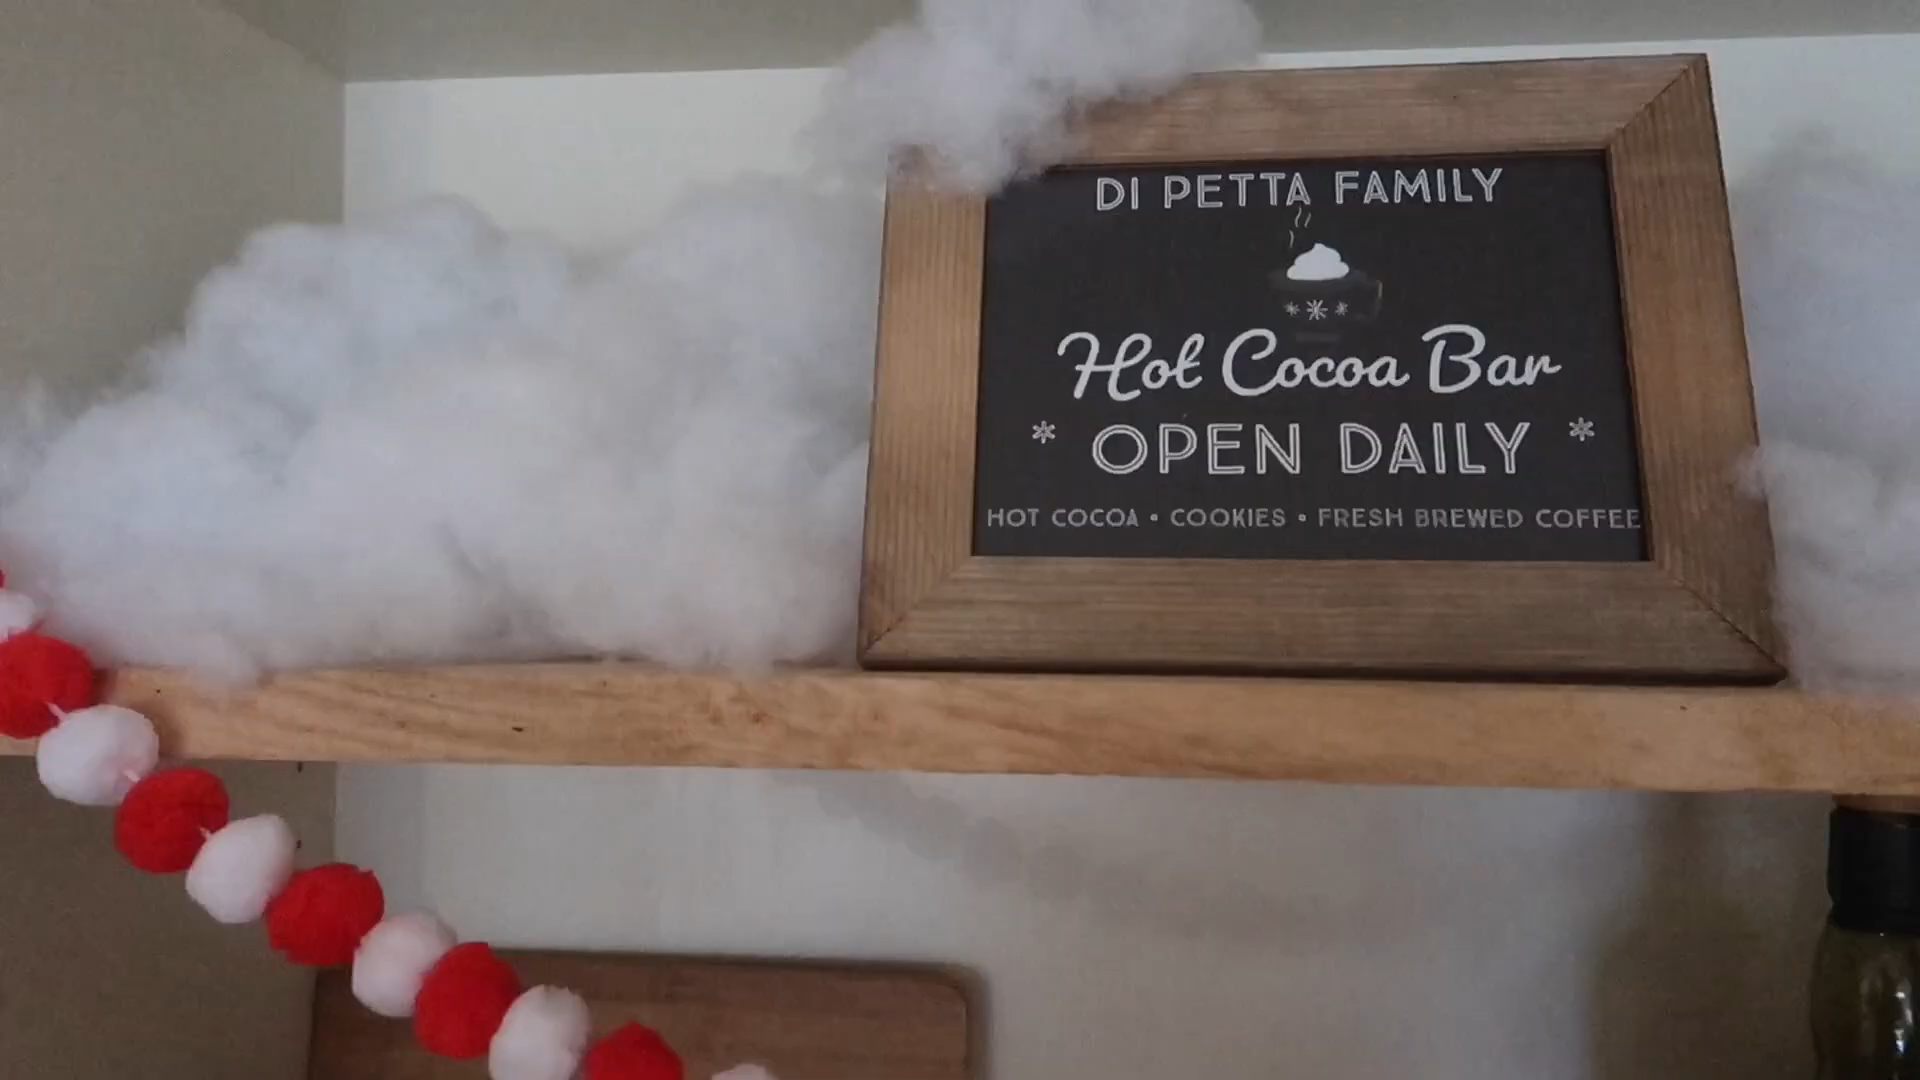 DI PETTA FAMILY
Hot Cocoa Bar
* OPEN DAILY *
HOT COCOA • COOKIES • FRESH BREWED COFFEE